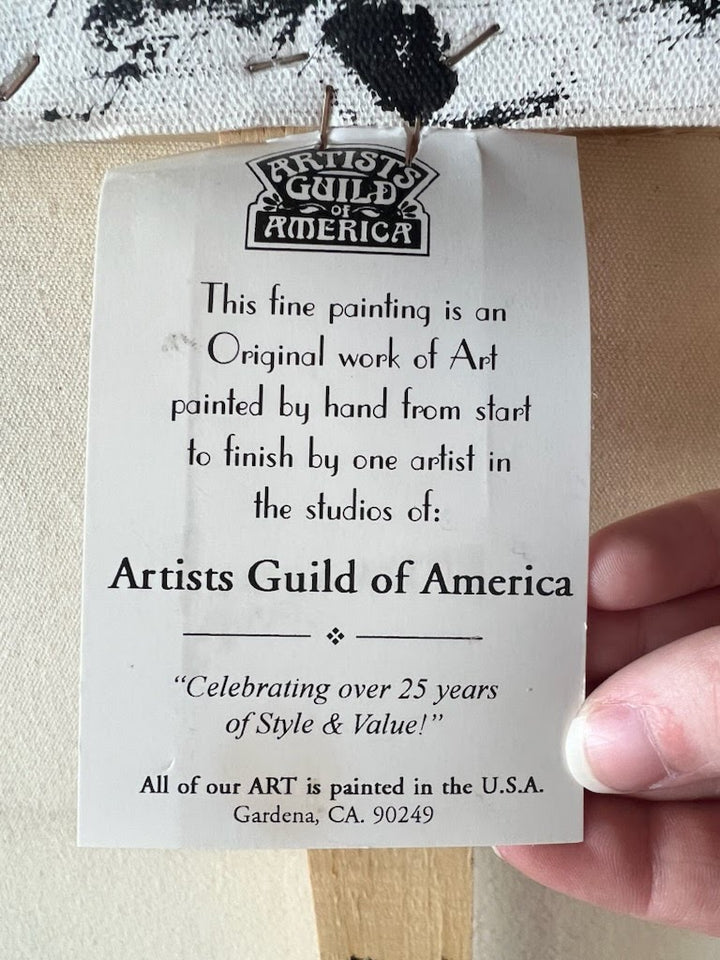 ARTISTS
GUILD
OF
AMERICA
This fine painting is an
Original work of Art
painted by hand from start
to finish by one artist in
the studios of:
Artists Guild of America
“Celebrating over 25 years
of Style & Value!”
All of our ART is painted in the U.S.A.
Gardena, CA. 90249